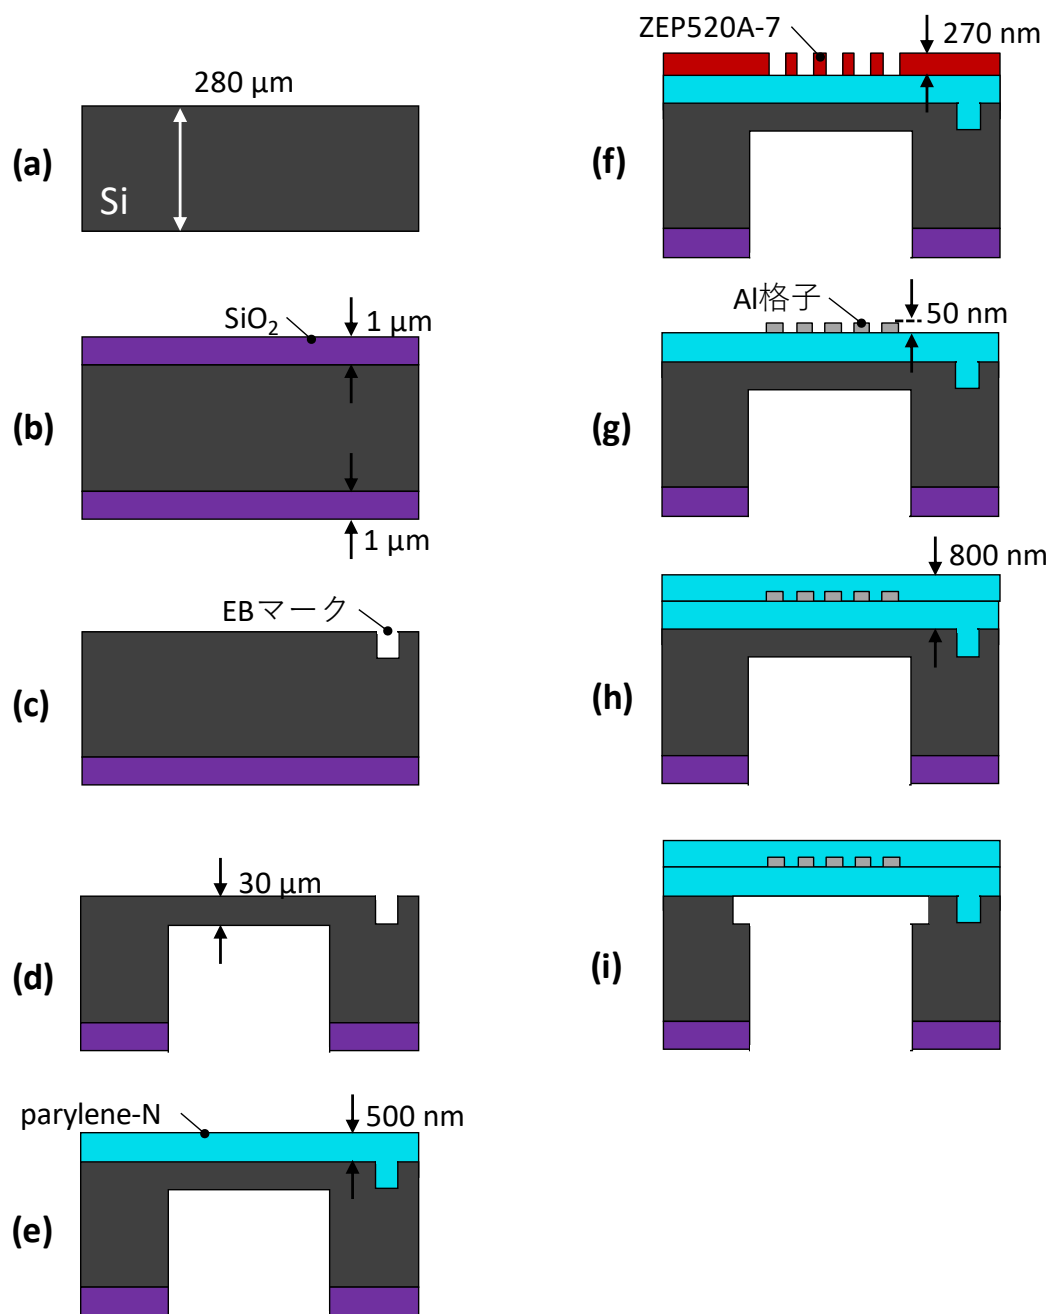 280 μm
(a)
Si
SiO2
1 μm
(b)
1 μm
EBマーク
(c)
30 μm
(d)
parylene-N
500 nm
(e)
ZEP520A-7
270 nm
(f)
Al格子
50 nm
(g)
800 nm
(h)
(i)